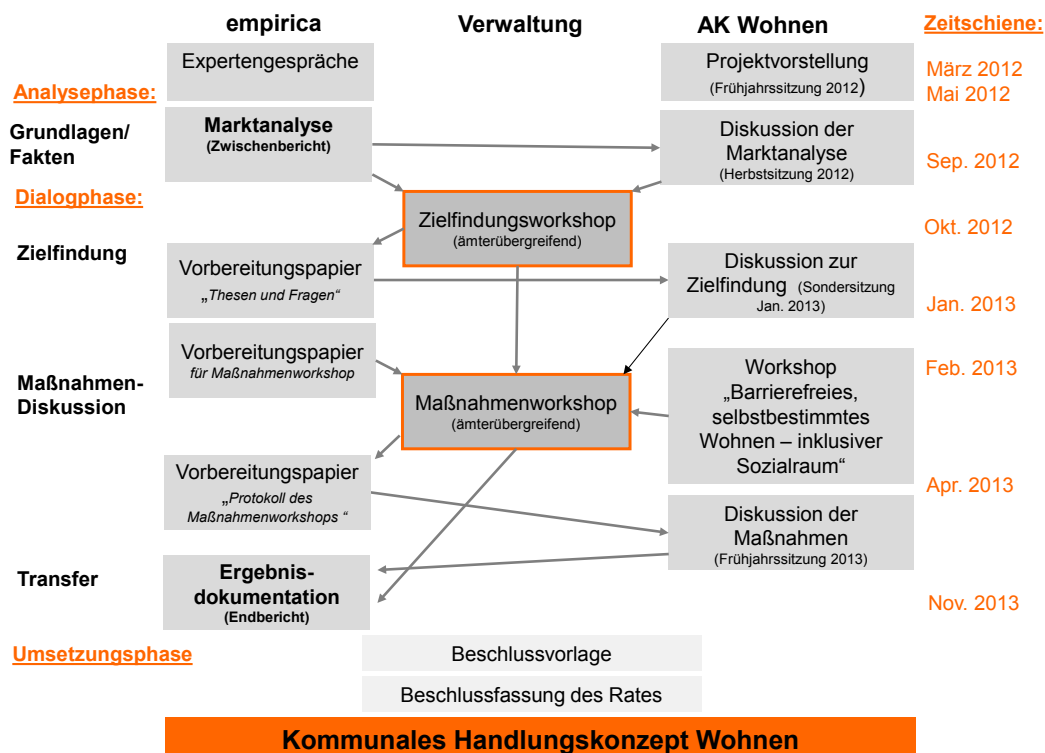 empirica Verwaltung AK Wohnen Zeitschiene:
Expertengespräche
Projektvorstellung
(Frühjahrssitzung 2012)
März 2012
Mai 2012
Analysephase:
Grundlagen/
Fakten
Marktanalyse
(Zwischenbericht)
Diskussion der
Marktanalyse
(Herbstsitzung 2012)
Sep. 2012
Dialogphase:
Zielfindungsworkshop
(ämterübergreifend)
Okt. 2012
Zielfindung
Vorbereitungspapier
„Thesen und Fragen“
Diskussion zur
Zielfindung (Sondersitzung
Jan. 2013)
Jan. 2013
Vorbereitungspapier
für Maßnahmenworkshop
Feb. 2013
Maßnahmen-
Diskussion
Maßnahmenworkshop
(ämterübergreifend)
Workshop
„Barrierefreies,
selbstbestimmtes
Wohnen – inklusiver
Sozialraum“
Vorbereitungspapier
„Protokoll des
Maßnahmenworkshops “
Apr. 2013
Diskussion der
Maßnahmen
(Frühjahrssitzung 2013)
Transfer
Ergebnis-
dokumentation
(Endbericht)
Nov. 2013
Umsetzungsphase
Beschlussvorlage
Beschlussfassung des Rates
Kommunales Handlungskonzept Wohnen